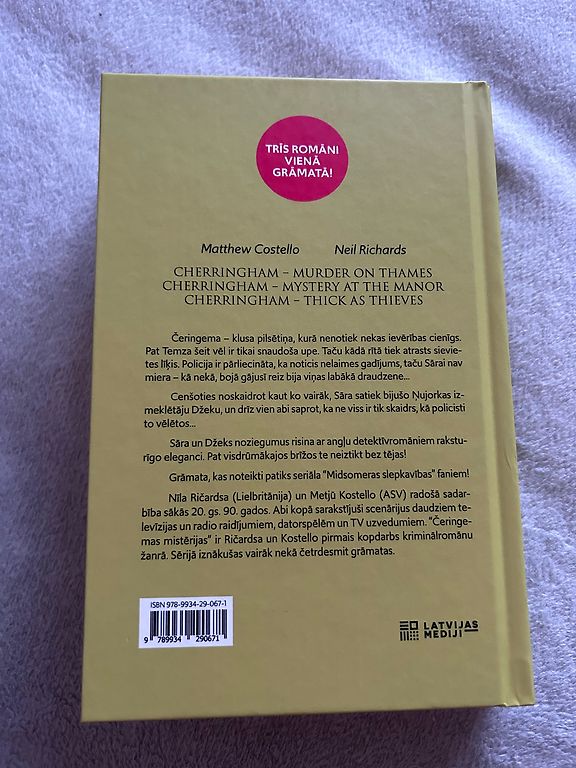 TRĪS ROMĀNI
VIENĀ
GRĀMATĀ!
Matthew Costello Neil Richards
CHERRINGHAM – MURDER ON THAMES
CHERRINGHAM – MYSTERY AT THE MANOR
CHERRINGHAM – THICK AS THIEVES
Čeringema – klusa pilsētiņa, kurā nenotiek nekas ievērības cienīgs.
Pat Temza šeit vēl ir tikai snaudoša upe. Taču kādā rītā tiek atrasts sievie-
tes līķis. Policija ir pārliecināta, ka noticis nelaimes gadījums, taču Sārai nav
miera – kā nekā, bojā gājusī reiz bija viņas labākā draudzene...
Cenšoties noskaidrot kaut ko vairāk, Sāra satiek bijušo Ņujorkas iz-
meklētāju Džeku, un drīz vien abi saprot, ka ne viss ir tik skaidrs, kā policisti
to vēlētos...
Sāra un Džeks noziegumus risina ar angļu detektīvromāniem rakstu-
rīgo eleganci. Pat visdrūmākajos brīžos te neiztikt bez tējas!
Grāmata, kas noteikti patiks seriāla "Midsomeras slepkavības" faniem!
Nīla Ričardsa (Lielbritānija) un Metjū Kostello (ASV) radošā sadar-
bība sākās 20. gs. 90. gados. Abi kopā sarakstījuši scenārijus daudziem te-
levīzijas un radio raidījumiem, datorspēlēm un TV uzvedumiem. "Čeringe-
mas mistērijas" ir Ričardsa un Kostello pirmais kopdarbs kriminālromānu
žanrā. Sērijā iznākušas vairāk nekā četrdesmit grāmatas.
ISBN 978-9934-29-067-1
9 789934 290671
LATVIJAS
MEDIJI